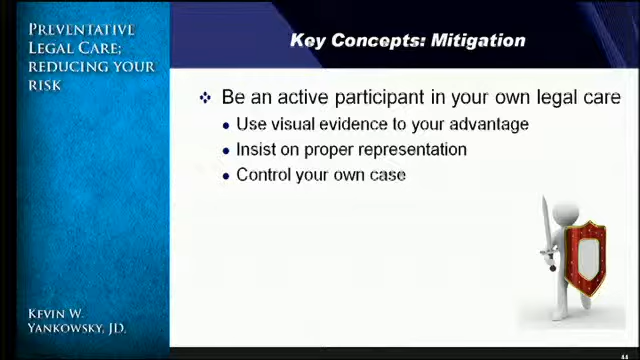 PREVENTATIVE
LEGAL CARE;
REDUCING YOUR
RISK
Key Concepts: Mitigation
Be an active participant in your own legal care
Use visual evidence to your advantage
Insist on proper representation
Control your own case
KEVIN W.
YANKOWSKY, JD.
44